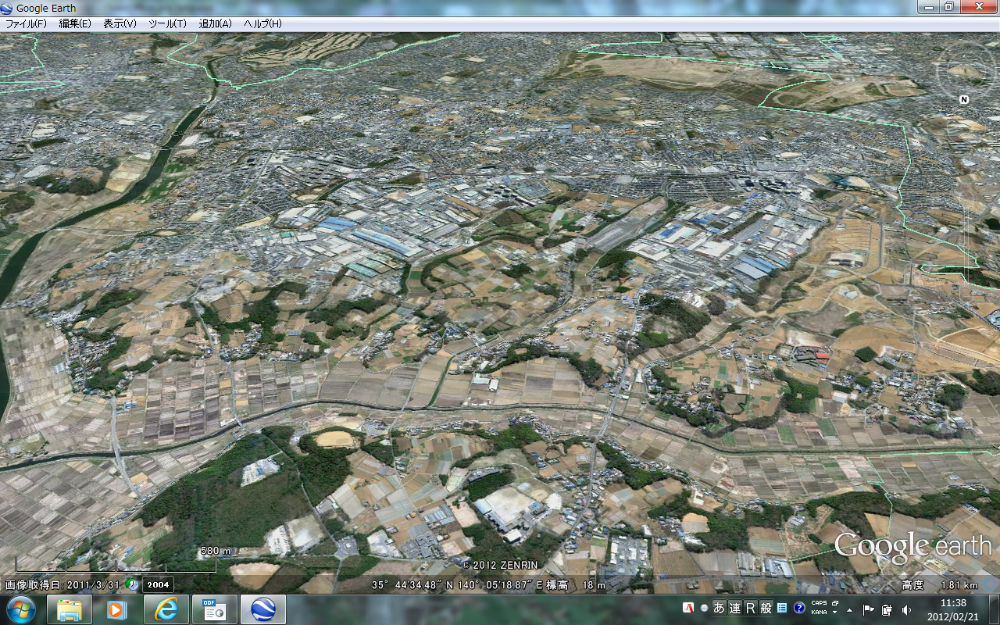 Google Earth
ファイル(F) 編集(E) 表示(V) ツール(T) 追加(A) ヘルプ(H)
N
580 m
© 2012 ZENRIN
Google earth
画像取得日: 2011/3/31 2004 35° 44'34.48" N 140° 05'18.87" E 標高 18 m 高度 1.81 km
ODF
A あ 連 R 般 ? CAPS KANA
11:38
2012/02/21